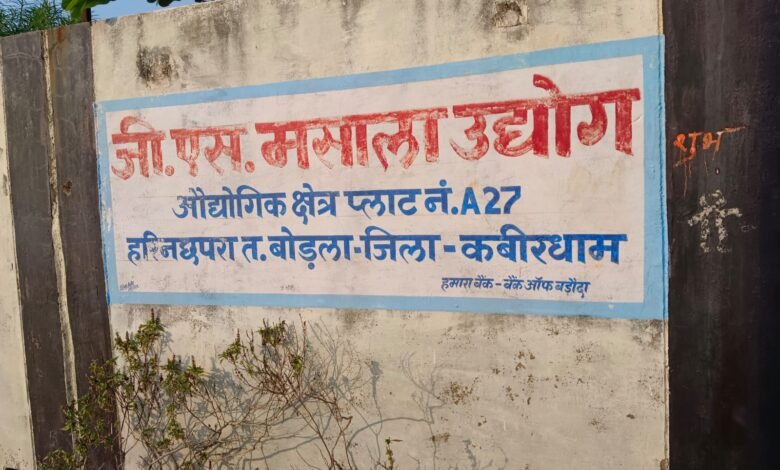 जी.एस. मसाला उद्योग
औद्योगिक क्षेत्र प्लाट नं.A27
हरिनछपरा त. बोड़ला-जिला-कबीरधाम
हमारा बैंक - बैंक ऑफ बड़ौदा
शुभ